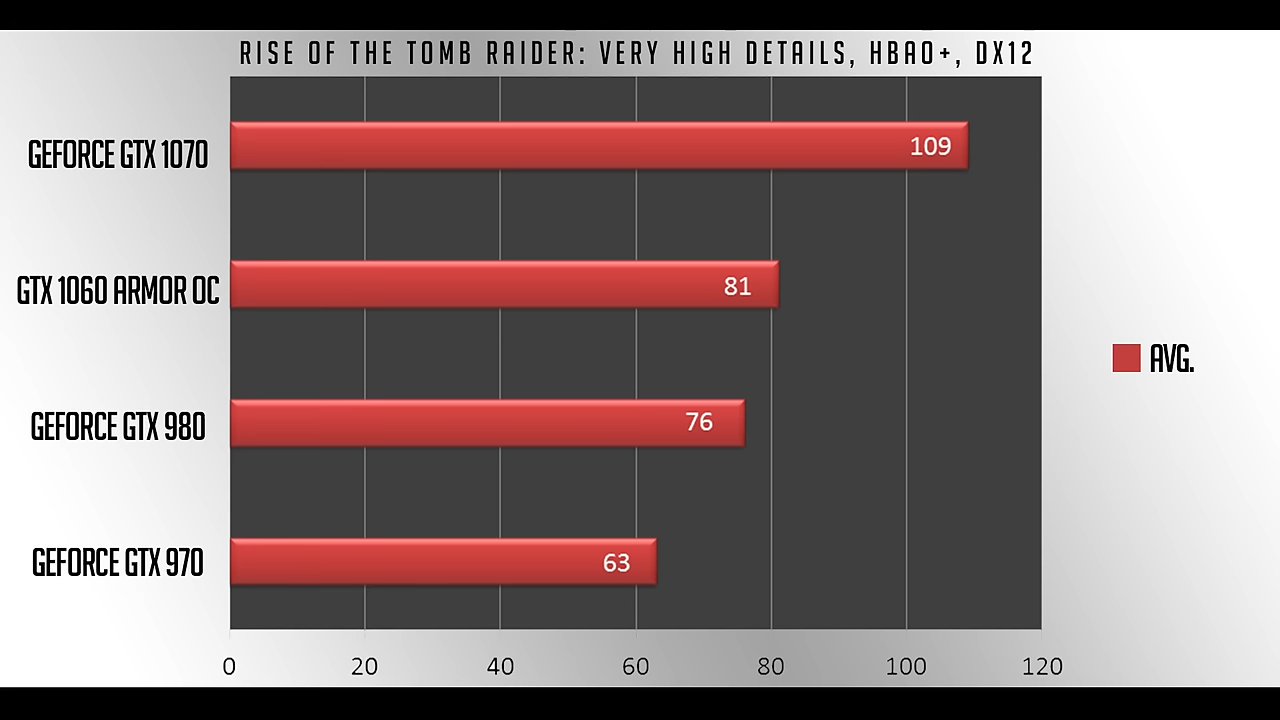 RISE OF THE TOMB RAIDER: VERY HIGH DETAILS, HBAO+, DX12
GEFORCE GTX 1070
109
GTX 1060 ARMOR OC
81
AVG.
GEFORCE GTX 980
76
GEFORCE GTX 970
63
0 20 40 60 80 100 120